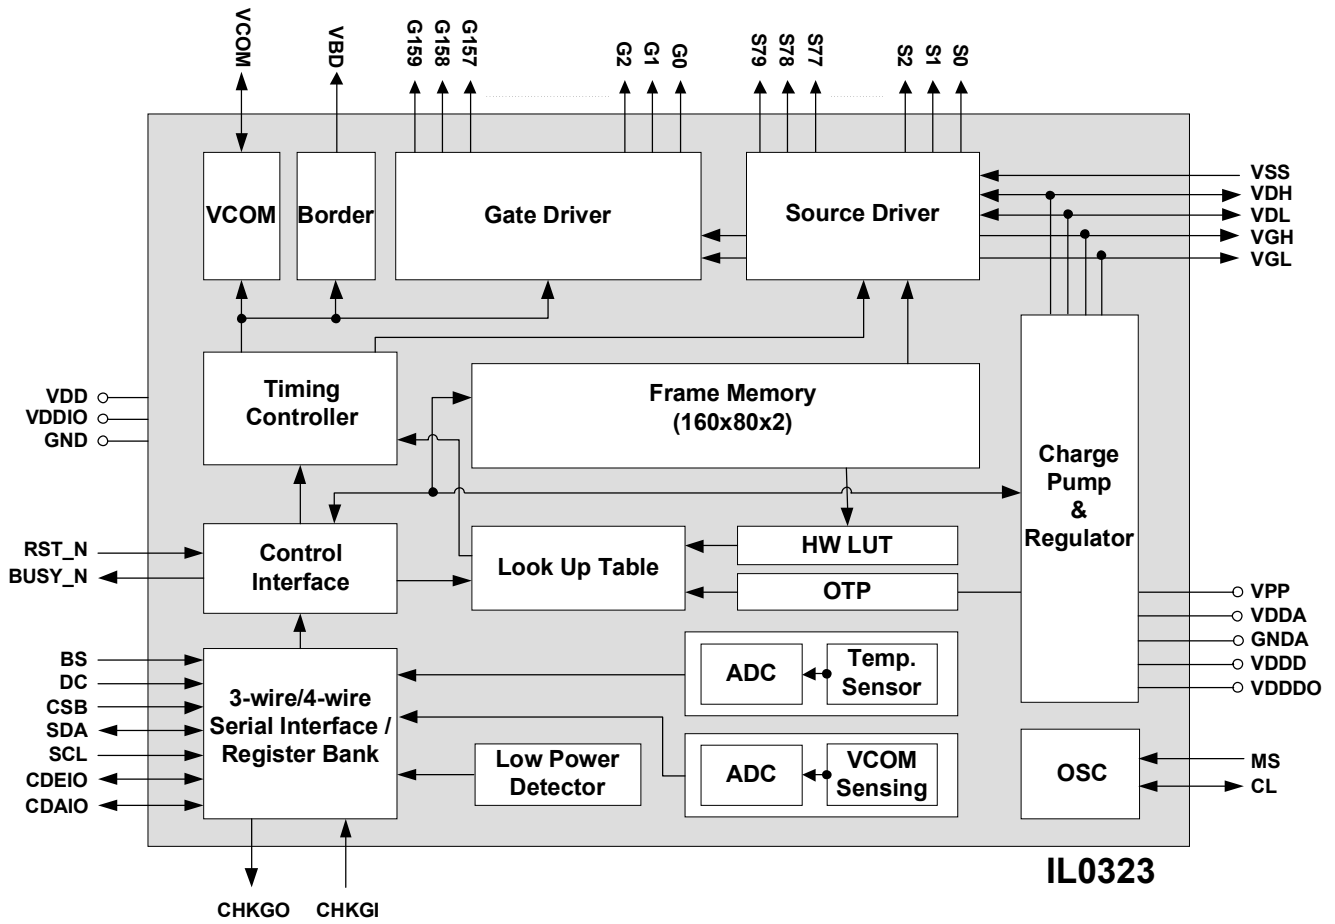 VCOM
VBD
G159
G158
G157
G2
G1
G0
S79
S78
S77
S2
S1
S0
VCOM
Border
Gate Driver
Source Driver
VSS
VDH
VDL
VGH
VGL
Timing
Controller
Frame Memory
(160x80x2)
VDD
VDDIO
GND
Charge
Pump
&
Regulator
RST_N
BUSY_N
Control
Interface
Look Up Table
HW LUT
OTP
VPP
VDDA
GNDA
VDDD
VDDDO
BS
DC
CSB
SDA
SCL
CDEIO
CDAIO
3-wire/4-wire
Serial Interface /
Register Bank
ADC
Temp.
Sensor
Low Power
Detector
ADC
VCOM
Sensing
OSC
MS
CL
IL0323
CHKGO
CHKGI